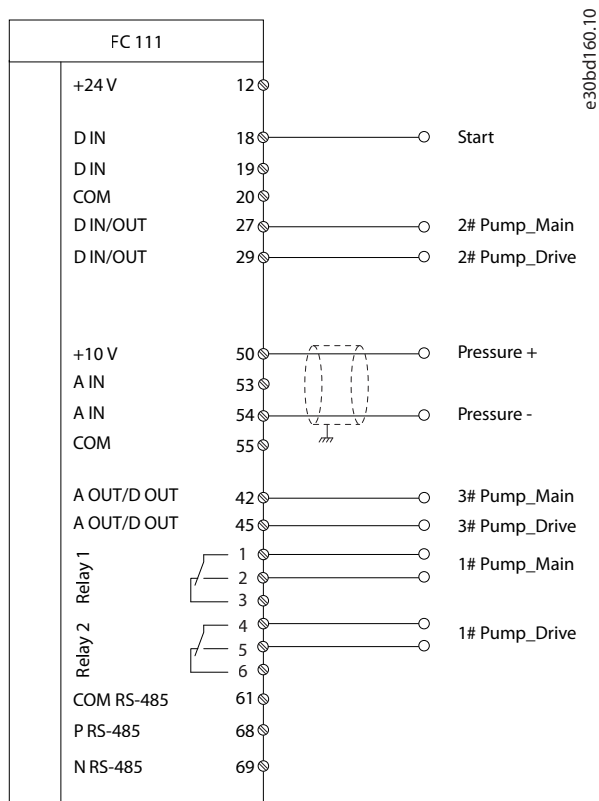 FC 111
e30bd160.10
+24 V 12
D IN 18 Start
D IN 19
COM 20
D IN/OUT 27 2# Pump_Main
D IN/OUT 29 2# Pump_Drive
+10 V 50 Pressure +
A IN 53
A IN 54 Pressure -
COM 55
A OUT/D OUT 42 3# Pump_Main
A OUT/D OUT 45 3# Pump_Drive
Relay 1
1
2
3
1# Pump_Main
Relay 2
4
5
6
1# Pump_Drive
COM RS-485 61
P RS-485 68
N RS-485 69